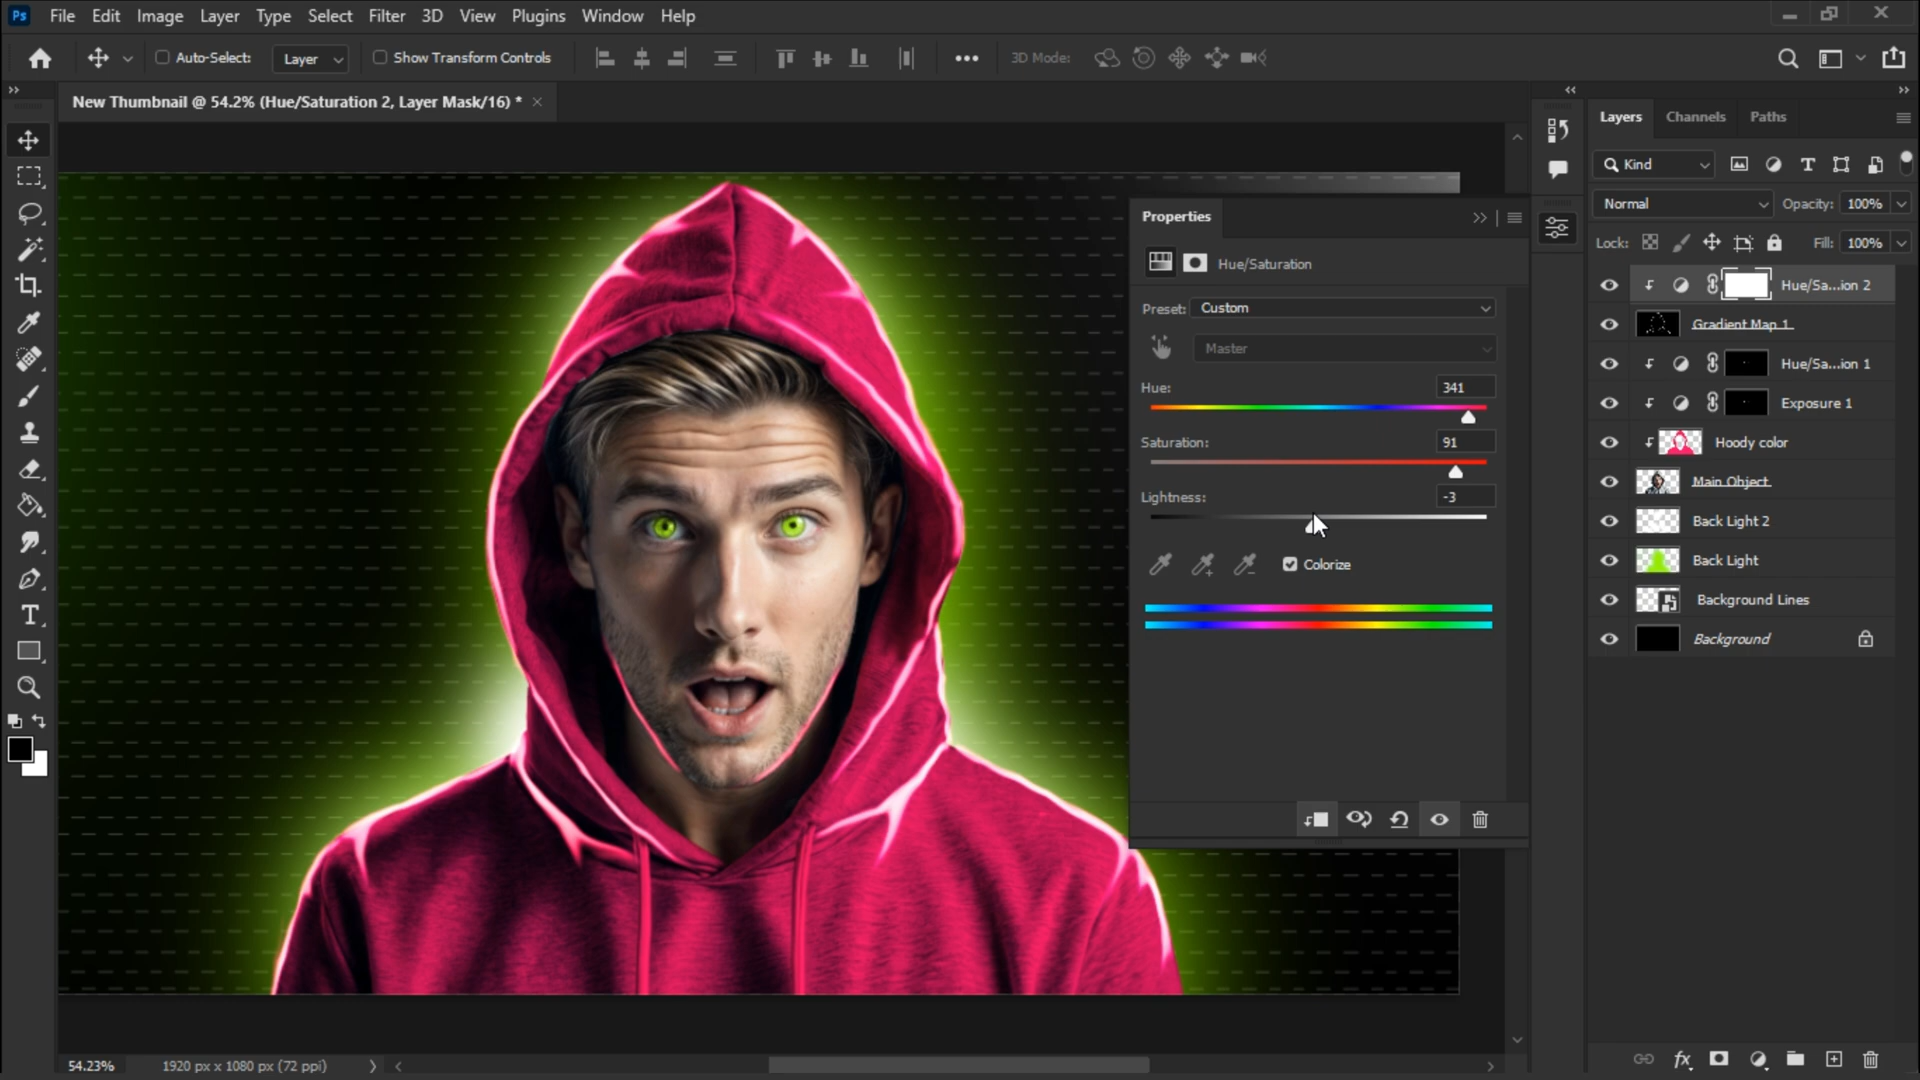 Ps File Edit Image Layer Type Select Filter 3D View Plugins Window Help
Auto-Select: Layer Show Transform Controls 3D Mode:
New Thumbnail @ 54.2% (Hue/Saturation 2, Layer Mask/16) *
Properties
Hue/Saturation
Preset: Custom
Master
Hue: 341
Saturation: 91
Lightness: -3
Colorize
Layers Channels Paths
Kind
Normal Opacity: 100%
Lock: Fill: 100%
Hue/Sa...ion 2
Gradient Map 1
Hue/Sa...ion 1
Exposure 1
Hoody color
Main Object
Back Light 2
Back Light
Background Lines
Background
fx
54.23% 1920 px x 1080 px (72 ppi)